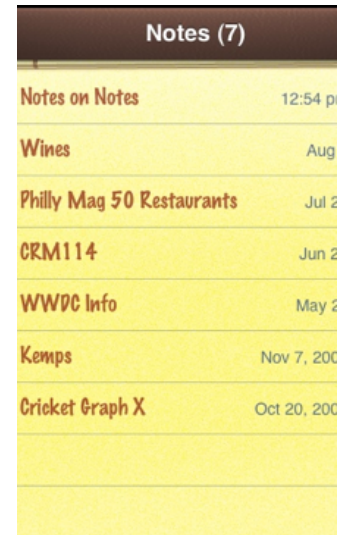 Notes (7)
Notes on Notes 12:54 p
Wines Aug
Philly Mag 50 Restaurants Jul 2
CRM114 Jun 2
WWDC Info May 2
Kemps Nov 7, 200
Cricket Graph X Oct 20, 200